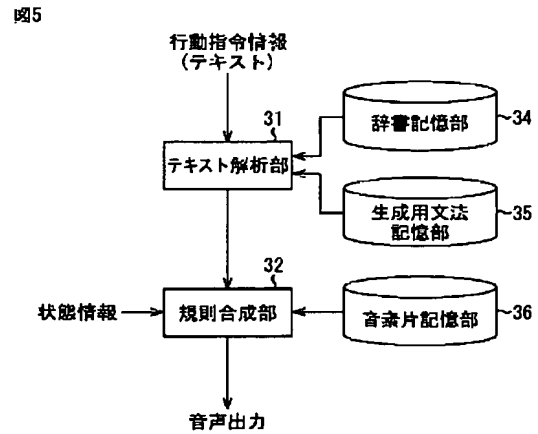 図5
行動指令情報
(テキスト)
31
テキスト解析部
辞書記憶部
34
生成用文法
記憶部
35
32
状態情報
規則合成部
音素片記憶部
36
音声出力